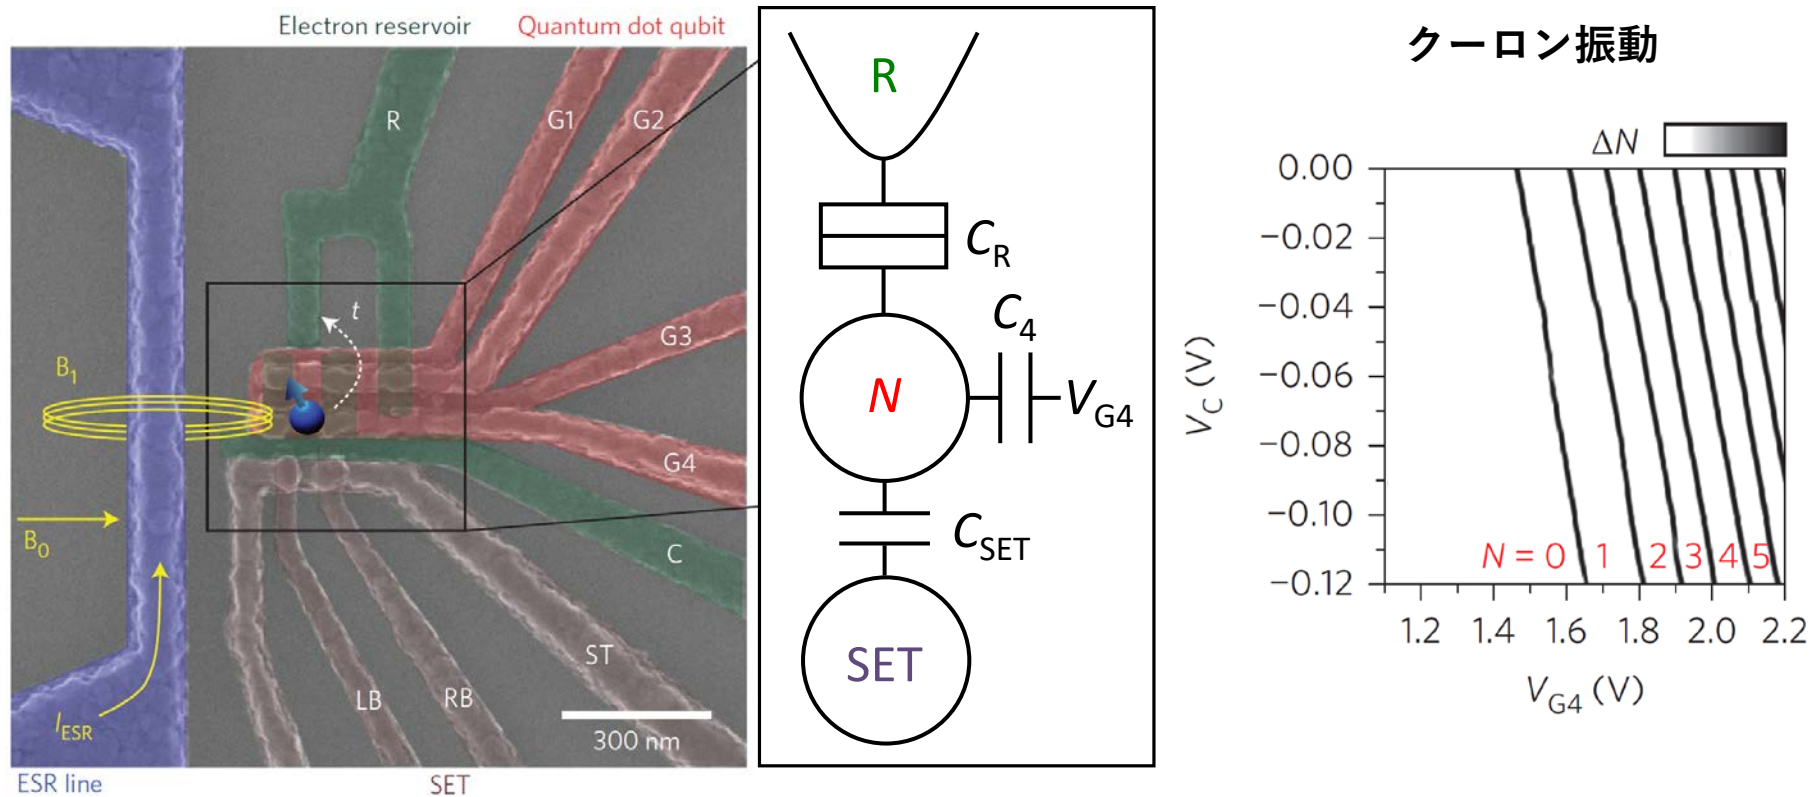 Electron reservoir
Quantum dot qubit
R
G1
G2
t
G3
B1
G4
B0
C
ST
LB
RB
IESR
300 nm
ESR line
SET
R
CR
C4
N
VG4
CSET
SET
クーロン振動
ΔN
0.00
−0.02
−0.04
−0.06
−0.08
−0.10
−0.12
VC (V)
N = 0 1 2 3 4 5
1.2 1.4 1.6 1.8 2.0 2.2
VG4 (V)